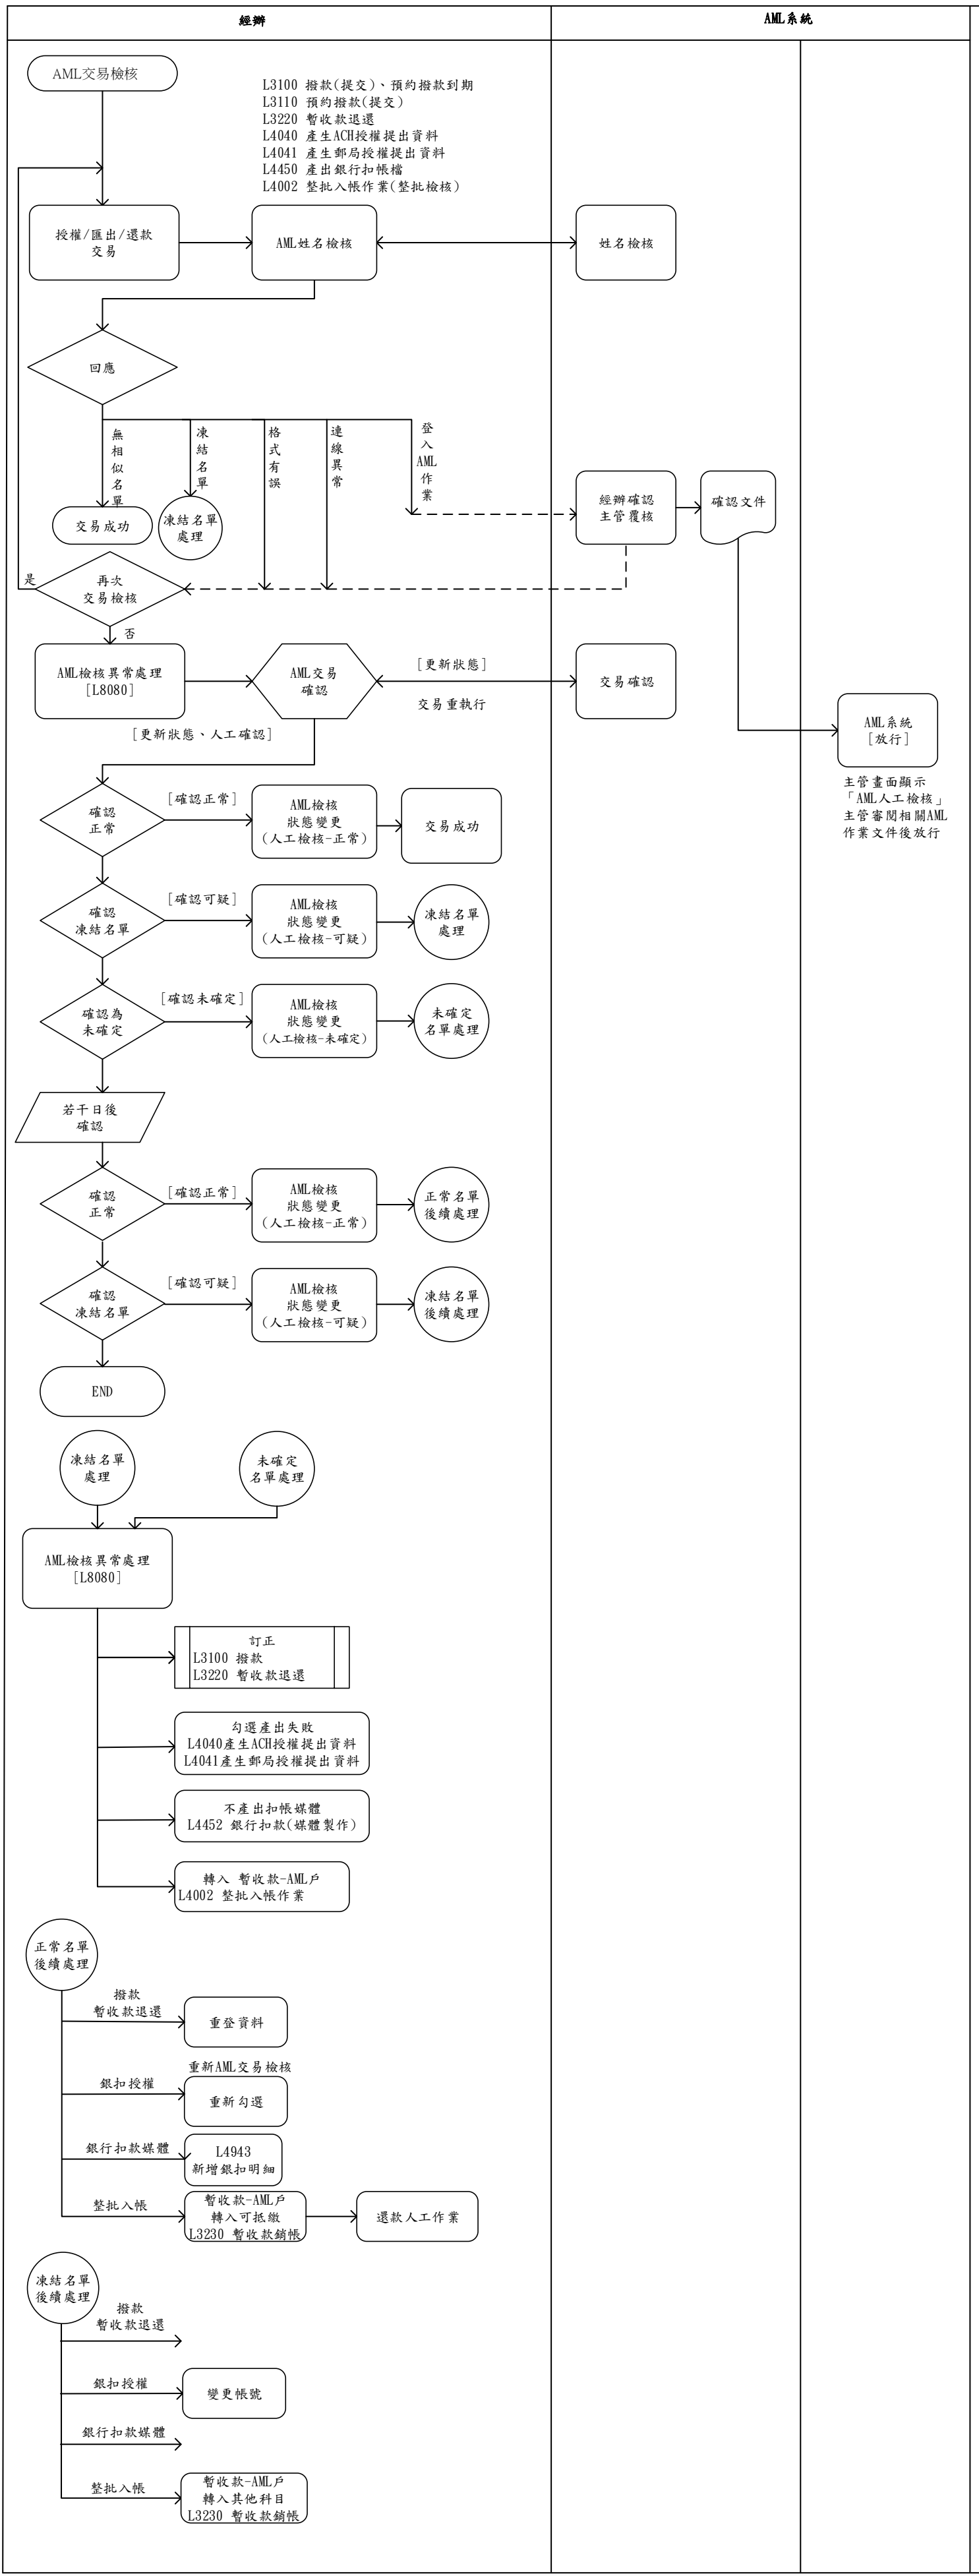 經辦
AML系統
AML交易檢核
L3100 撥款(提交)、預約撥款到期
L3110 預約撥款(提交)
L3220 暫收款退還
L4040 產生ACH授權提出資料
L4041 產生郵局授權提出資料
L4450 產出銀行扣帳檔
L4002 整批入帳作業(整批檢核)
授權/匯出/還款
交易
AML姓名檢核
姓名檢核
回應
無相似名單
凍結名單
格式有誤
連線異常
登入AML作業
交易成功
凍結名單
處理
經辦確認
主管覆核
確認文件
是
再次
交易檢核
否
AML檢核異常處理
[L8080]
AML交易
確認
[更新狀態]
交易重執行
交易確認
[更新狀態、人工確認]
AML系統
[放行]
主管畫面顯示
「AML人工檢核」
主管審閱相關AML
作業文件後放行
確認
正常
[確認正常]
AML檢核
狀態變更
(人工檢核-正常)
交易成功
確認
凍結名單
[確認可疑]
AML檢核
狀態變更
(人工檢核-可疑)
凍結名單
處理
確認為
未確定
[確認未確定]
AML檢核
狀態變更
(人工檢核-未確定)
未確定
名單處理
若干日後
確認
確認
正常
[確認正常]
AML檢核
狀態變更
(人工檢核-正常)
正常名單
後續處理
確認
凍結名單
[確認可疑]
AML檢核
狀態變更
(人工檢核-可疑)
凍結名單
後續處理
END
凍結名單
處理
未確定
名單處理
AML檢核異常處理
[L8080]
訂正
L3100 撥款
L3220 暫收款退還
勾選產出失敗
L4040產生ACH授權提出資料
L4041產生郵局授權提出資料
不產出扣帳媒體
L4452 銀行扣款(媒體製作)
轉入 暫收款-AML戶
L4002 整批入帳作業
正常名單
後續處理
撥款
暫收款退還
重登資料
重新AML交易檢核
銀扣授權
重新勾選
銀行扣款媒體
L4943
新增銀扣明細
整批入帳
暫收款-AML戶
轉入可抵繳
L3230 暫收款銷帳
還款人工作業
凍結名單
後續處理
撥款
暫收款退還
銀扣授權
變更帳號
銀行扣款媒體
整批入帳
暫收款-AML戶
轉入其他科目
L3230 暫收款銷帳